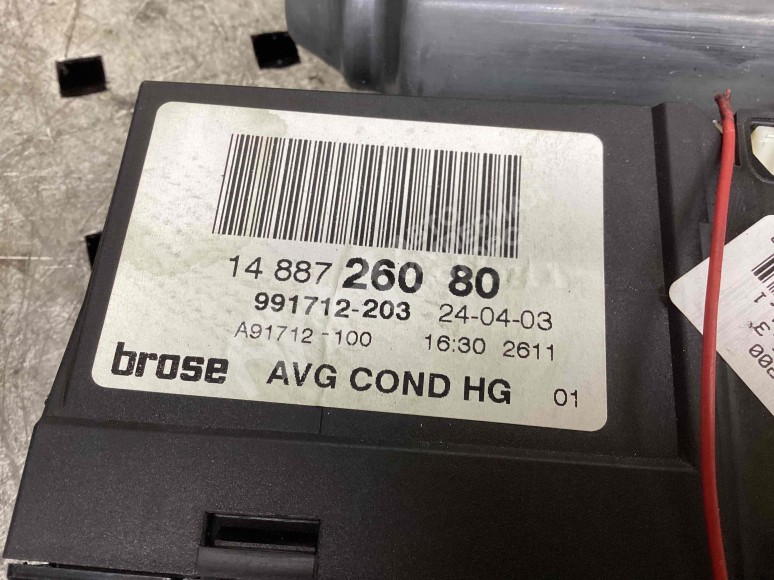 14 887 260 80
991712-203 24-04-03
A91712-100 16:30 2611
brose AVG COND HG 01